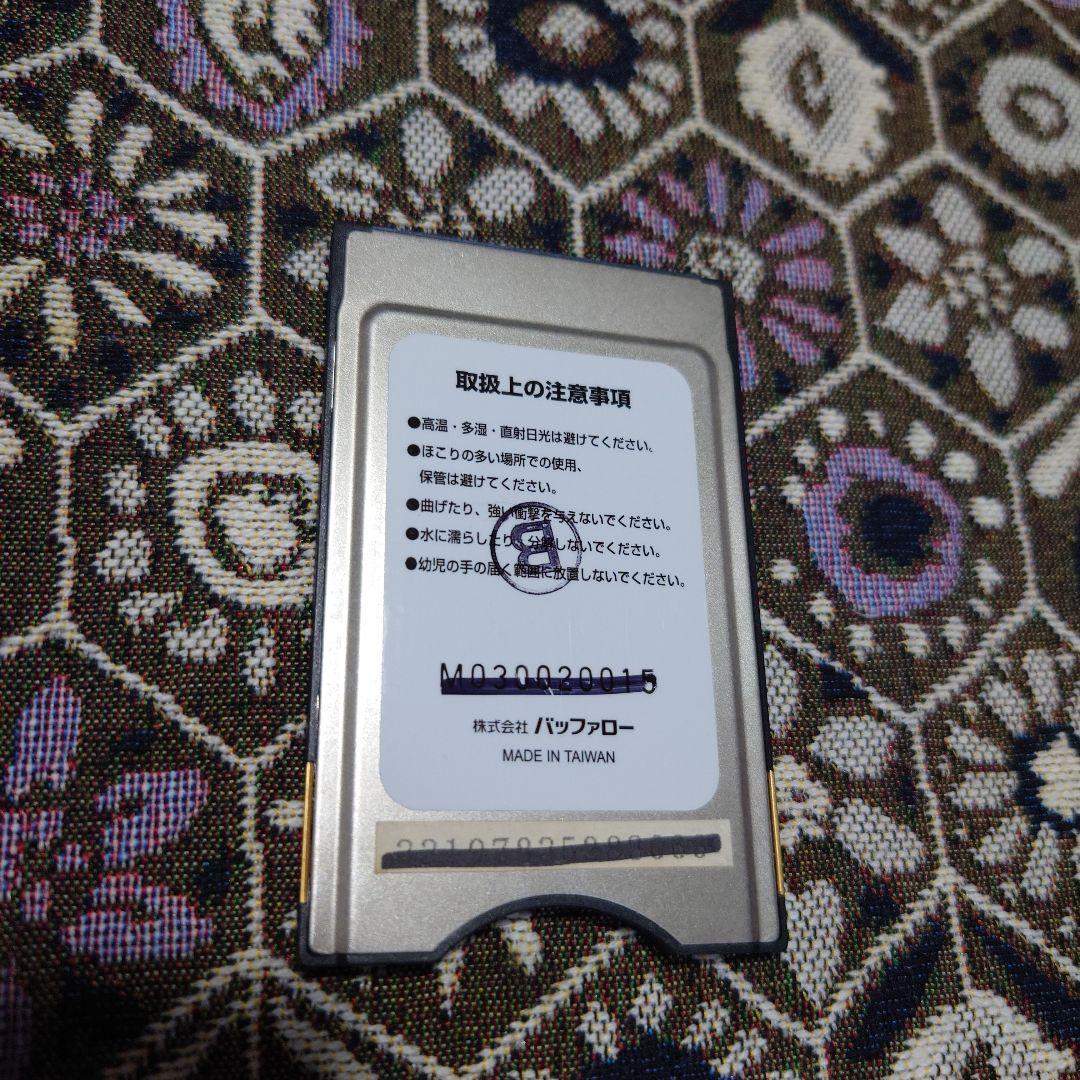 取扱上の注意事項
●高温・多湿・直射日光は避けてください。
●ほこりの多い場所での使用、
保管は避けてください。
●曲げたり、強い衝撃を与えないでください。
●水に濡らしたり、分解しないでください。
●幼児の手の届く範囲に放置しないでください。
B
M030020015
株式会社 バッファロー
MADE IN TAIWAN